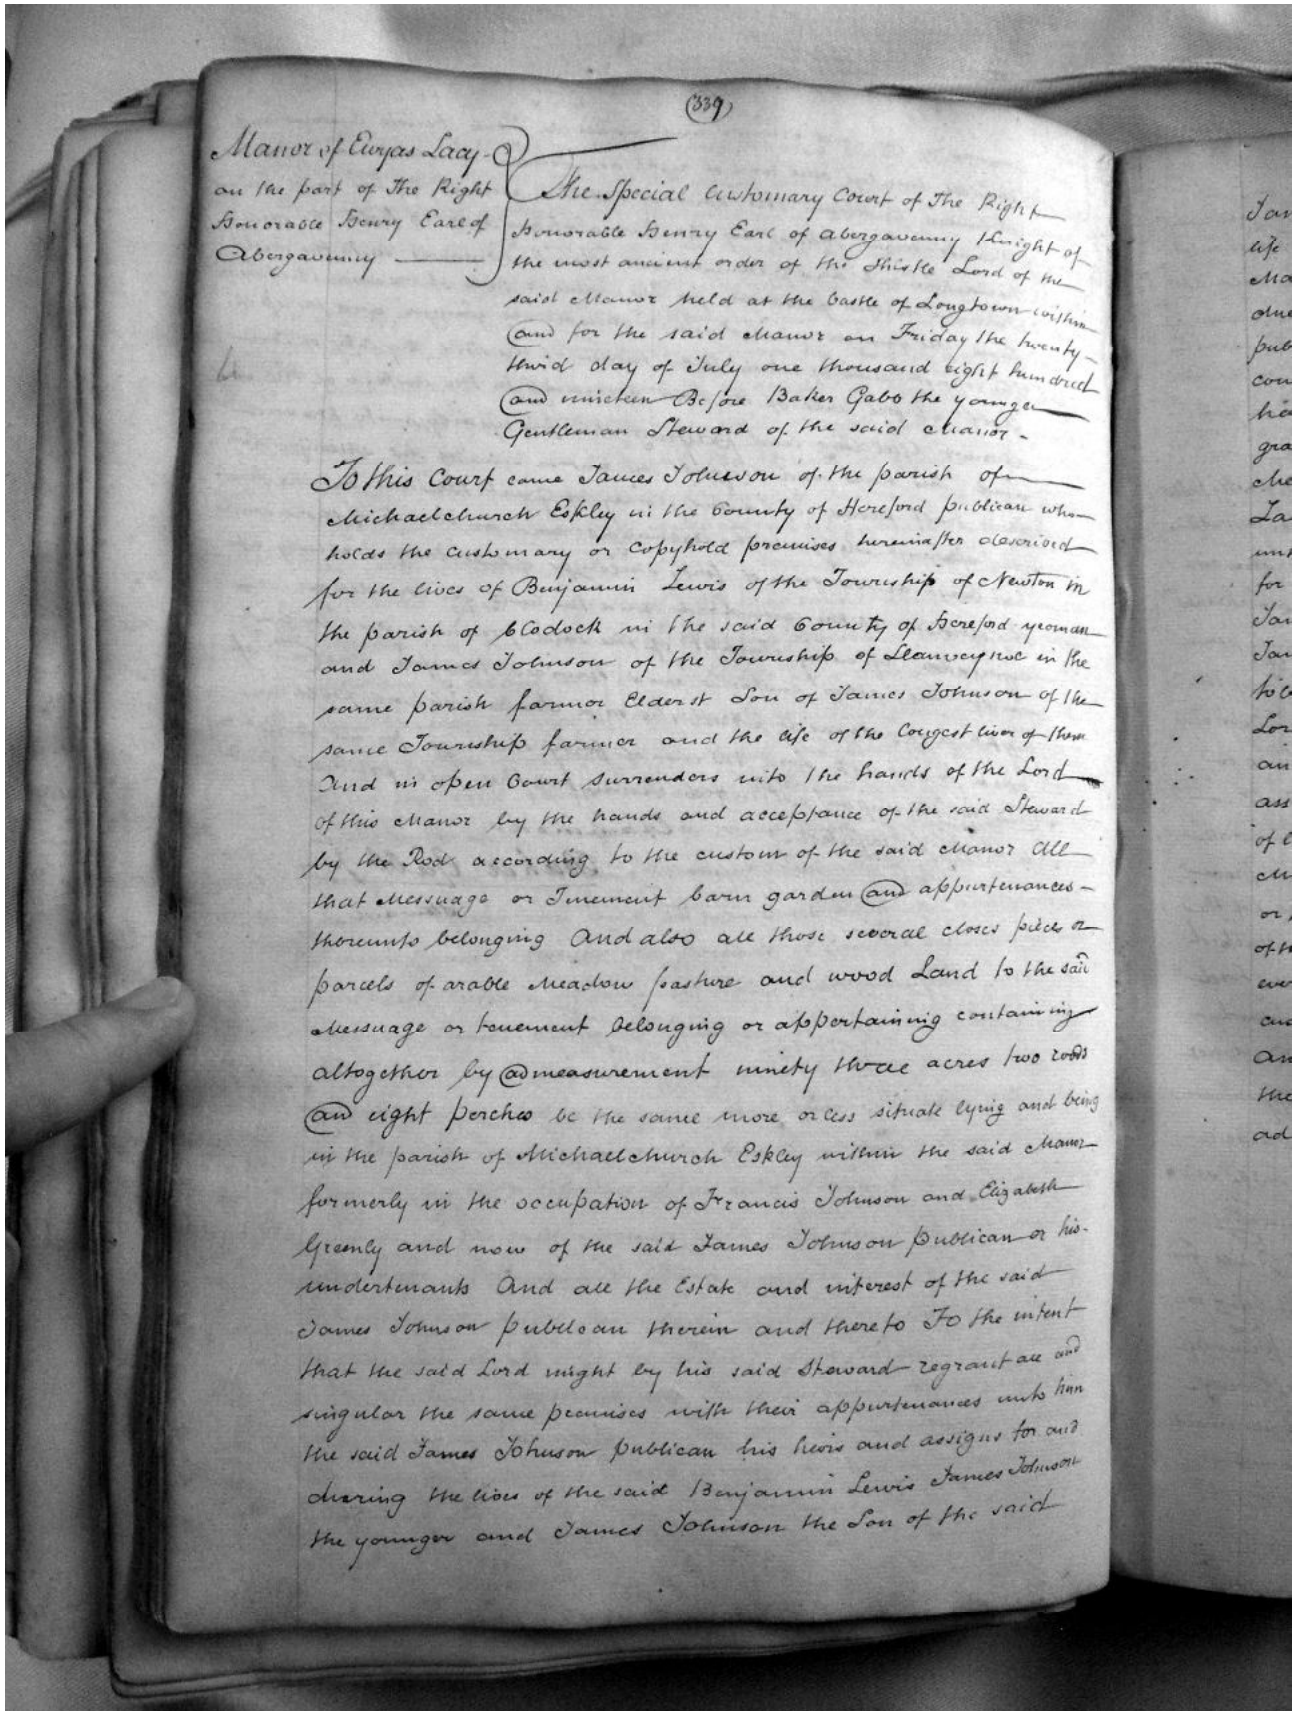 (339)
Manor of Ewyas Lacy
on the part of The Right
Honorable Henry Earl of
Abergavenny
The Special Customary Court of The Right
Honorable Henry Earl of Abergavenny Knight of
the most ancient order of the Thistle Lord of the
said Manor held at the Castle of Longtown within
and for the said Manor on Friday the twenty
third day of July one thousand eight hundred
and nineteen Before Baker Gabb the younger
Gentleman Steward of the said Manor -
To this Court came James Johnson of the parish of
Michaelchurch Eskley in the County of Hereford publican who
holds the customary or copyhold premises hereinafter described
for the lives of Benjamin Lewis of the Township of Newton in
the parish of Clodock in the said County of Hereford yeoman
and James Johnson of the Township of Llanveynoe in the
same parish farmer Elderst Son of James Johnson of the
same Township farmer and the life of the longest liver of them
And in open Court surrenders into the hands of the Lord
of this Manor by the hands and acceptance of the said Steward
by the Rod according to the custom of the said Manor All
that Messuage or Tenement barn garden and appurtenances -
thereunto belonging And also all those several closes pieces or
parcels of arable Meadow pasture and wood Land to the said
Messuage or tenement belonging or appertaining containing
altogether by admeasurement ninety three acres two roods
and eight perches be the same more or less situate lying and being
in the parish of Michaelchurch Eskley within the said Manor
formerly in the occupation of Francis Johnson and Elizabeth
Greenly and now of the said James Johnson publican or his
undertenants And all the Estate and interest of the said
James Johnson publican therein and thereto To the intent
that the said Lord might by his said Steward regrant all and
singular the same premises with their appurtenances unto him
the said James Johnson publican his heirs and assigns for and
during the lives of the said Benjamin Lewis James Johnson
the younger and James Johnson the Son of the said